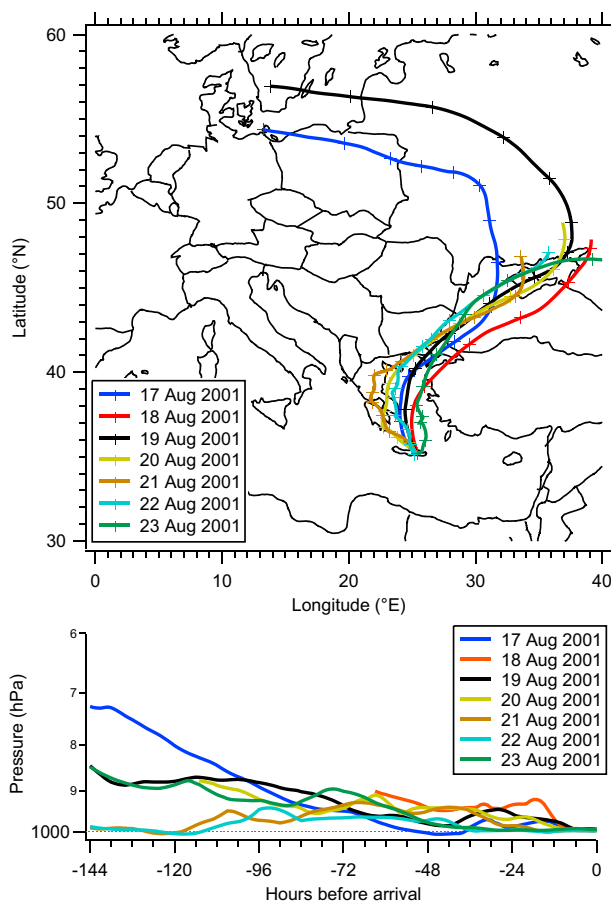 60
50
40
30
Latitude (°N)
17 Aug 2001
18 Aug 2001
19 Aug 2001
20 Aug 2001
21 Aug 2001
22 Aug 2001
23 Aug 2001
0 10 20 30 40
Longitude (°E)
6
7
8
9
1000
Pressure (hPa)
17 Aug 2001
18 Aug 2001
19 Aug 2001
20 Aug 2001
21 Aug 2001
22 Aug 2001
23 Aug 2001
-144 -120 -96 -72 -48 -24 0
Hours before arrival